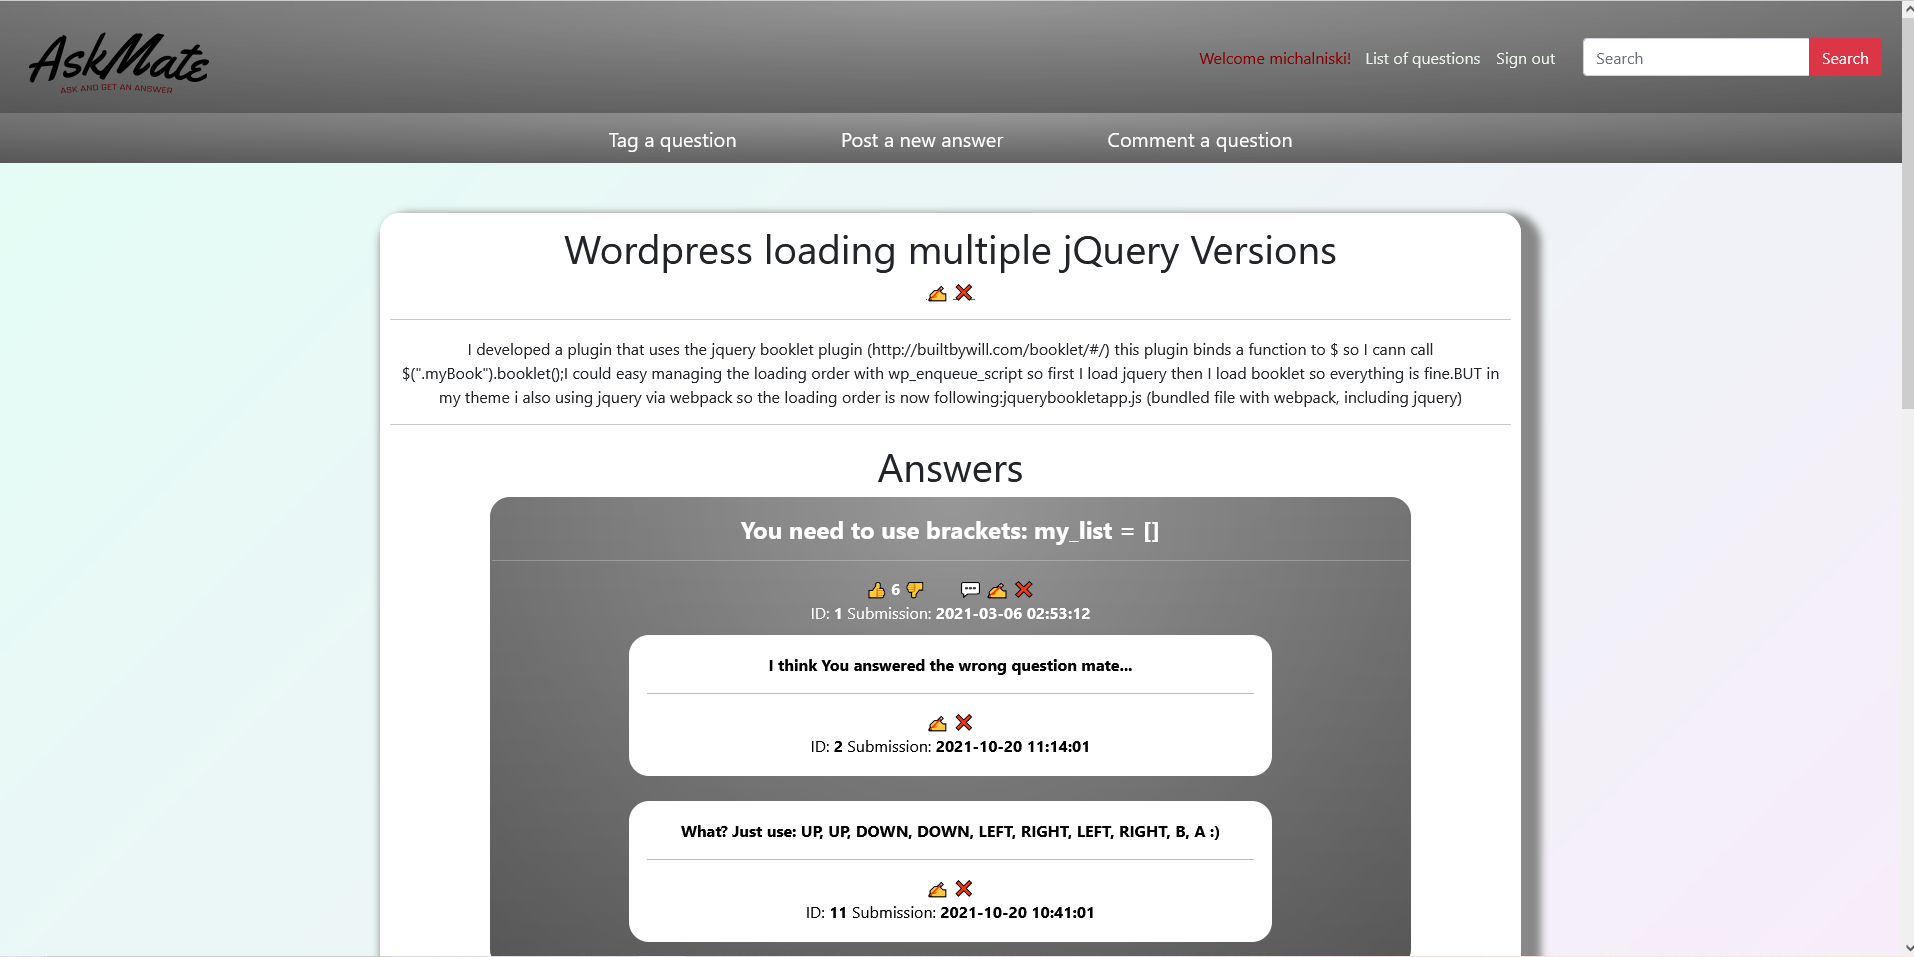 AskMate
ASK AND GET AN ANSWER
Welcome michalniski! List of questions Sign out Search Search
Tag a question Post a new answer Comment a question
Wordpress loading multiple jQuery Versions
I developed a plugin that uses the jquery booklet plugin (http://builtbywill.com/booklet/#/) this plugin binds a function to $ so I cann call
$(".myBook").booklet();I could easy managing the loading order with wp_enqueue_script so first I load jquery then I load booklet so everything is fine.BUT in
my theme i also using jquery via webpack so the loading order is now following:jquerybookletapp.js (bundled file with webpack, including jquery)
Answers
You need to use brackets: my_list = []
6
ID: 1 Submission: 2021-03-06 02:53:12
I think You answered the wrong question mate...
ID: 2 Submission: 2021-10-20 11:14:01
What? Just use: UP, UP, DOWN, DOWN, LEFT, RIGHT, LEFT, RIGHT, B, A :)
ID: 11 Submission: 2021-10-20 10:41:01